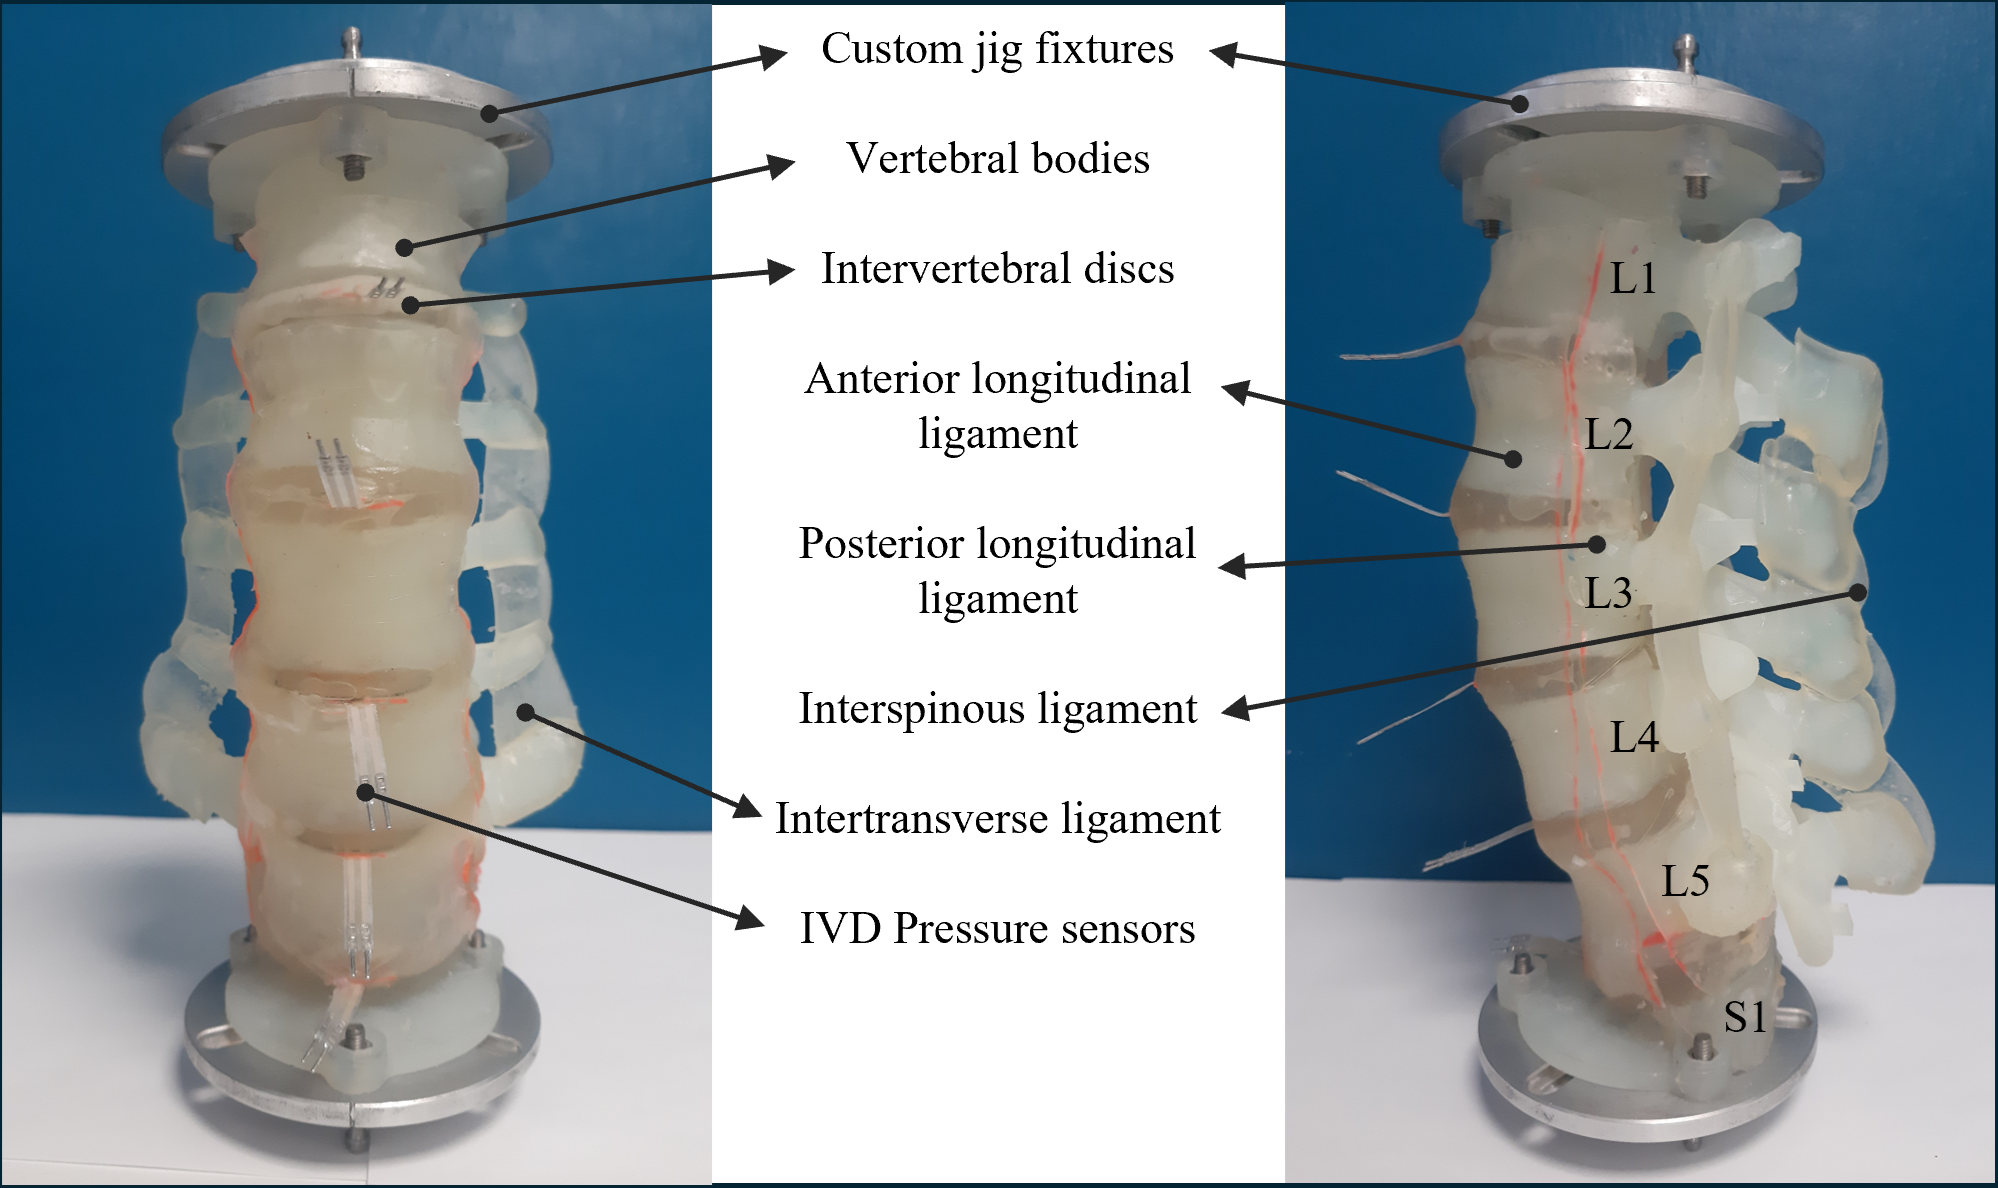 Custom jig fixtures
Vertebral bodies
Intervertebral discs
Anterior longitudinal
ligament
Posterior longitudinal
ligament
Interspinous ligament
Intertransverse ligament
IVD Pressure sensors
L1
L2
L3
L4
L5
S1